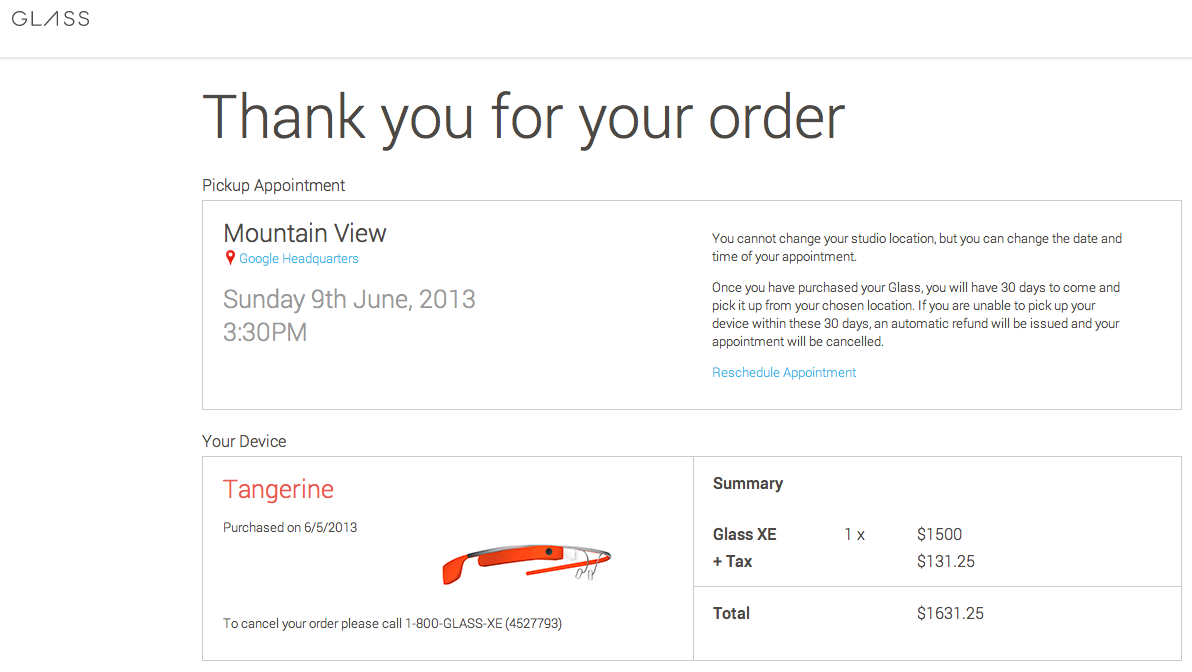 GLASS
Thank you for your order
Pickup Appointment
Mountain View
Google Headquarters
Sunday 9th June, 2013
3:30PM
You cannot change your studio location, but you can change the date and
time of your appointment.
Once you have purchased your Glass, you will have 30 days to come and
pick it up from your chosen location. If you are unable to pick up your
device within these 30 days, an automatic refund will be issued and your
appointment will be cancelled.
Reschedule Appointment
Your Device
Tangerine
Purchased on 6/5/2013
To cancel your order please call 1-800-GLASS-XE (4527793)
Summary
Glass XE 1 x $1500
+ Tax $131.25
Total $1631.25